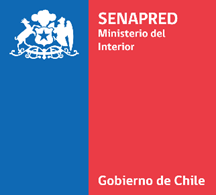 SENAPRED
Ministerio del
Interior
Gobierno de Chile